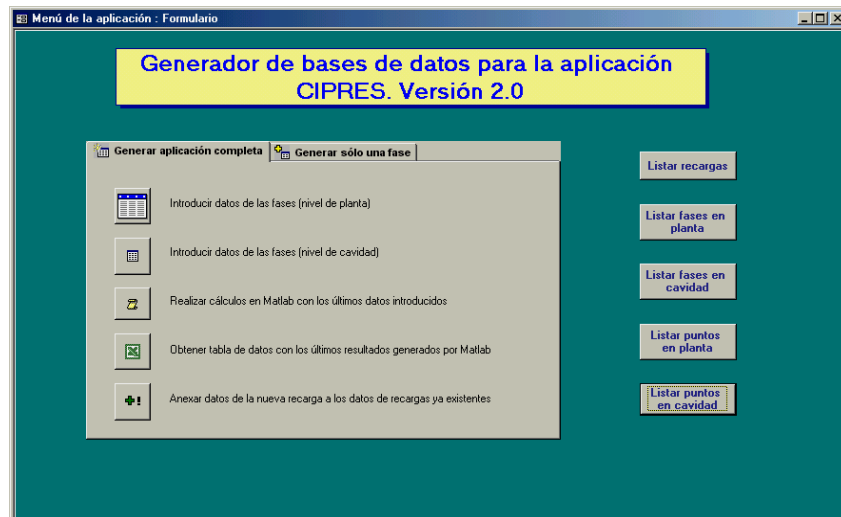 Menú de la aplicación : Formulario
Generador de bases de datos para la aplicación
CIPRES. Versión 2.0
Generar aplicación completa
Generar sólo una fase
Introducir datos de las fases (nivel de planta)
Introducir datos de las fases (nivel de cavidad)
Realizar cálculos en Matlab con los últimos datos introducidos
Obtener tabla de datos con los últimos resultados generados por Matlab
Anexar datos de la nueva recarga a los datos de recargas ya existentes
Listar recargas
Listar fases en
planta
Listar fases en
cavidad
Listar puntos
en planta
Listar puntos
en cavidad